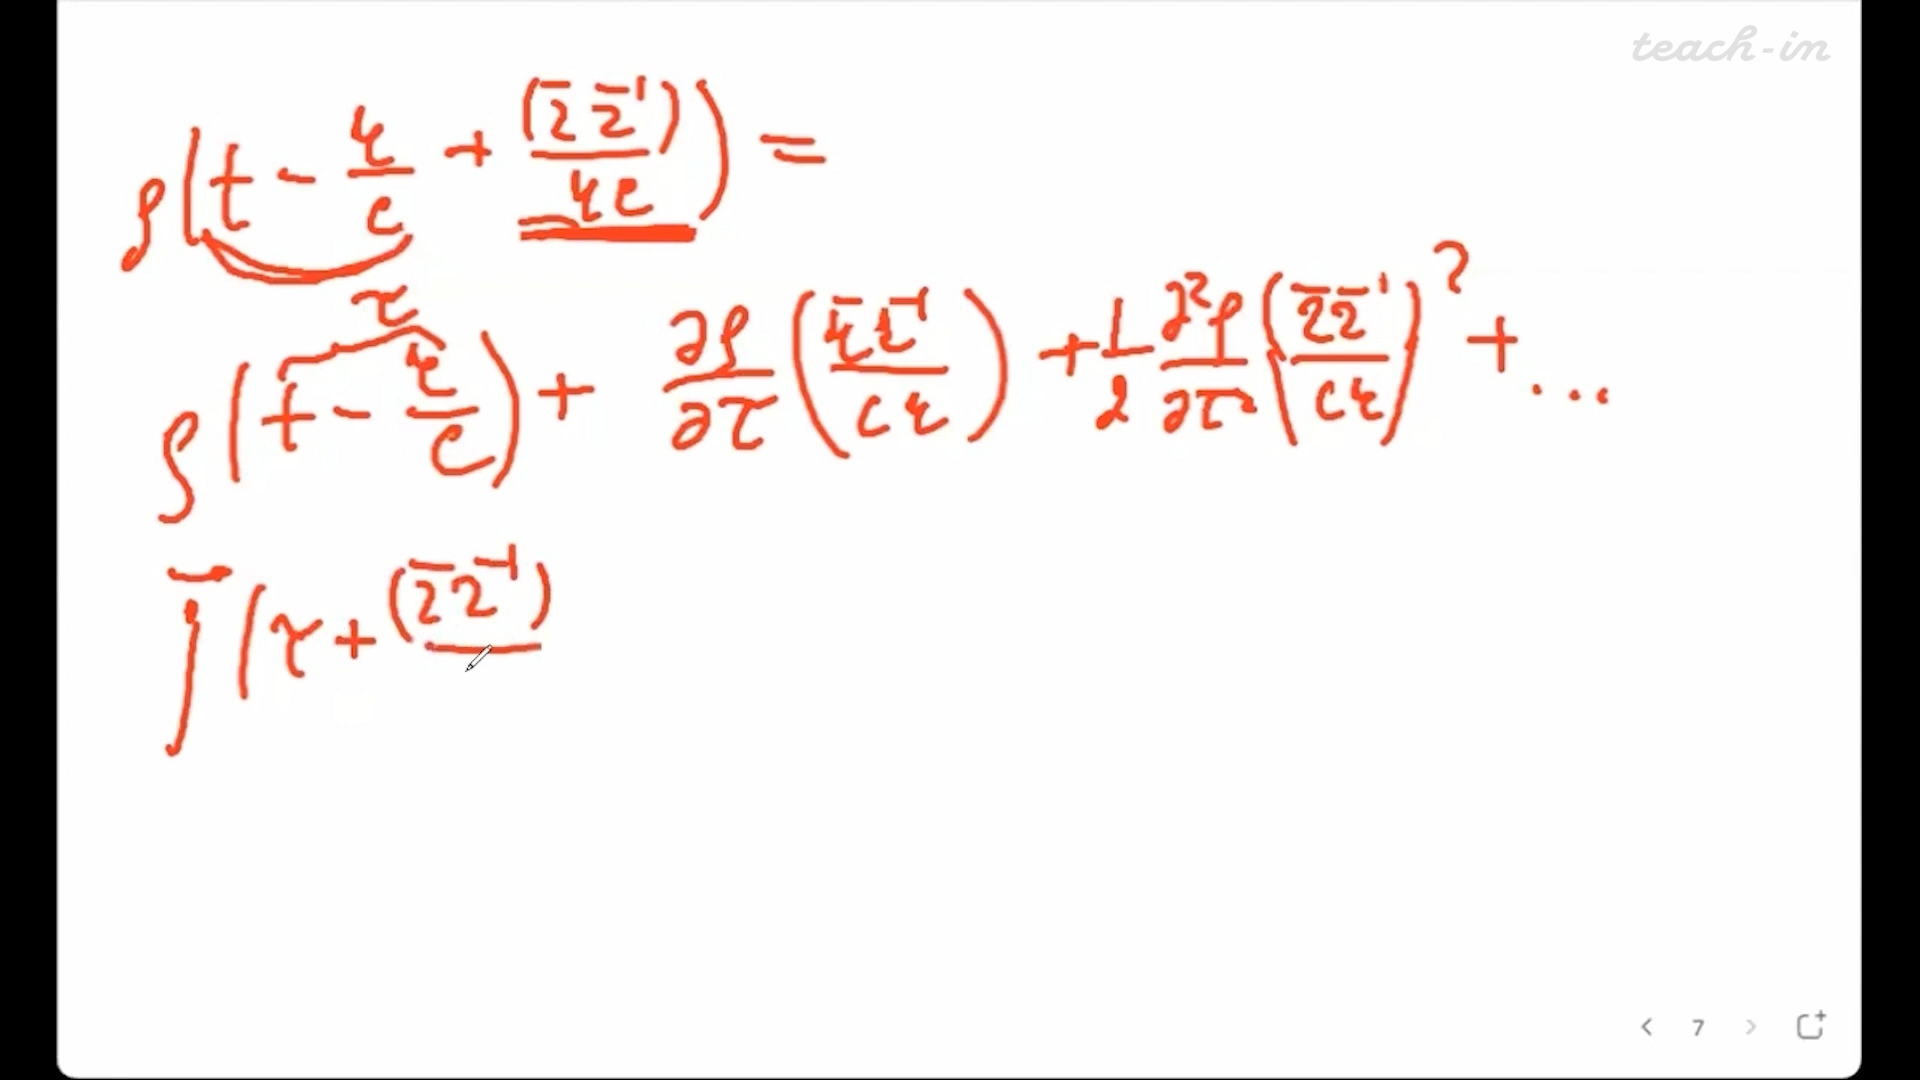 teach-in
ρ(t - r/c + (r̄ r̄')/rc) =
τ
ρ(t - r/c) + ∂ρ/∂τ (r̄ r̄'/cr) + 1/2 ∂²ρ/∂τ² (r̄ r̄'/cr)² + ...
j⃗(τ + (r̄ r̄')
7